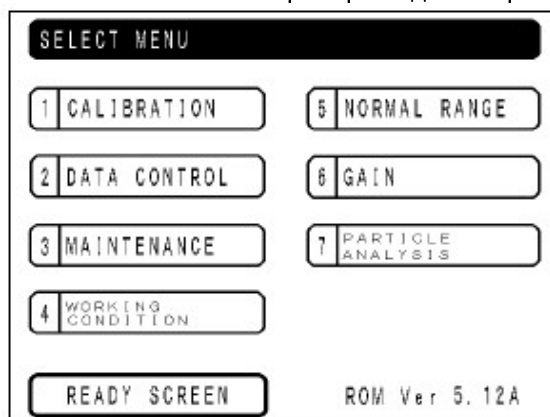 SELECT MENU
1 CALIBRATION
2 DATA CONTROL
3 MAINTENANCE
4 WORKING CONDITION
5 NORMAL RANGE
6 GAIN
7 PARTICLE ANALYSIS
READY SCREEN
ROM Ver 5.12A